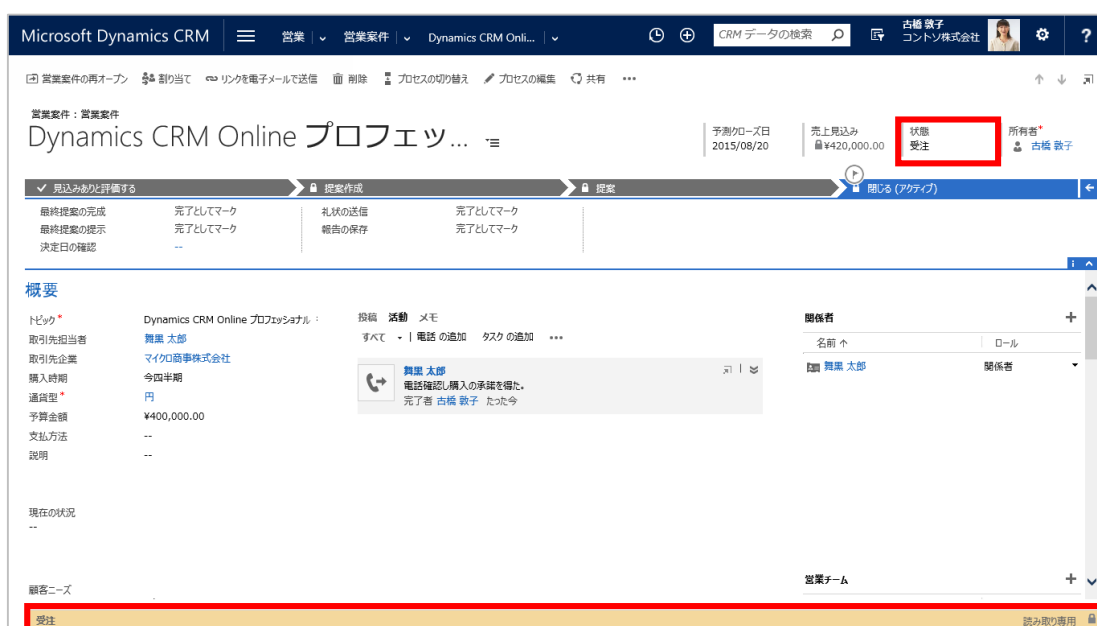 Microsoft Dynamics CRM 営業 営業案件 Dynamics CRM Onli... CRM データの検索 古橋 敦子 コントソ株式会社 ?
営業案件の再オープン 割り当て リンクを電子メールで送信 削除 プロセスの切り替え プロセスの編集 共有 •••
営業案件 : 営業案件
Dynamics CRM Online プロフェッ...
予測クローズ日 売上見込み 状態 所有者*
2015/08/20 ¥420,000.00 受注 古橋 敦子
見込みありと評価する 提案作成 提案 閉じる (アクティブ)
最終提案の完成 完了としてマーク 礼状の送信 完了としてマーク
最終提案の提示 完了としてマーク 報告の保存 完了としてマーク
決定日の確認 --
概要
トピック* Dynamics CRM Online プロフェッショナル :
取引先担当者 舞黒 太郎
取引先企業 マイクロ商事株式会社
購入時期 今四半期
通貨型* 円
予算金額 ¥400,000.00
支払方法 --
説明 --
現在の状況
--
顧客ニーズ
投稿 活動 メモ
すべて | 電話 の追加 タスク の追加 •••
舞黒 太郎
電話確認し購入の承諾を得た。
完了者 古橋 敦子 たった今
関係者 +
名前 ロール
舞黒 太郎 関係者
営業チーム +
受注 読み取り専用